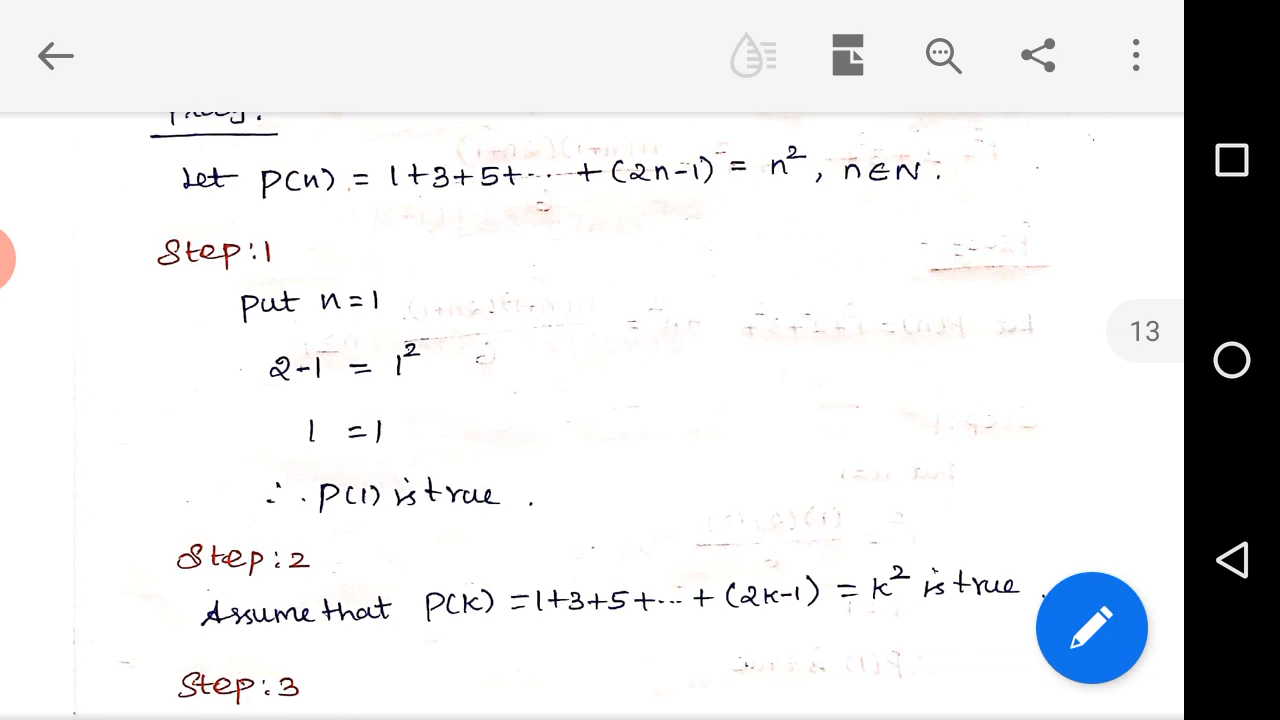 Let P(n) = 1+3+5+... + (2n-1) = n², n∈N.
Step:1
put n=1
2-1 = 1²
1 = 1
∴ P(1) is true.
Step:2
Assume that P(k) = 1+3+5+... + (2k-1) = k² is true.
Step:3
13